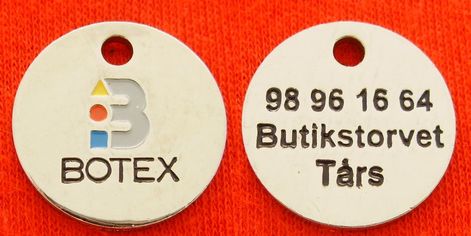 BOTEX
98 96 16 64
Butikstorvet
Tårs